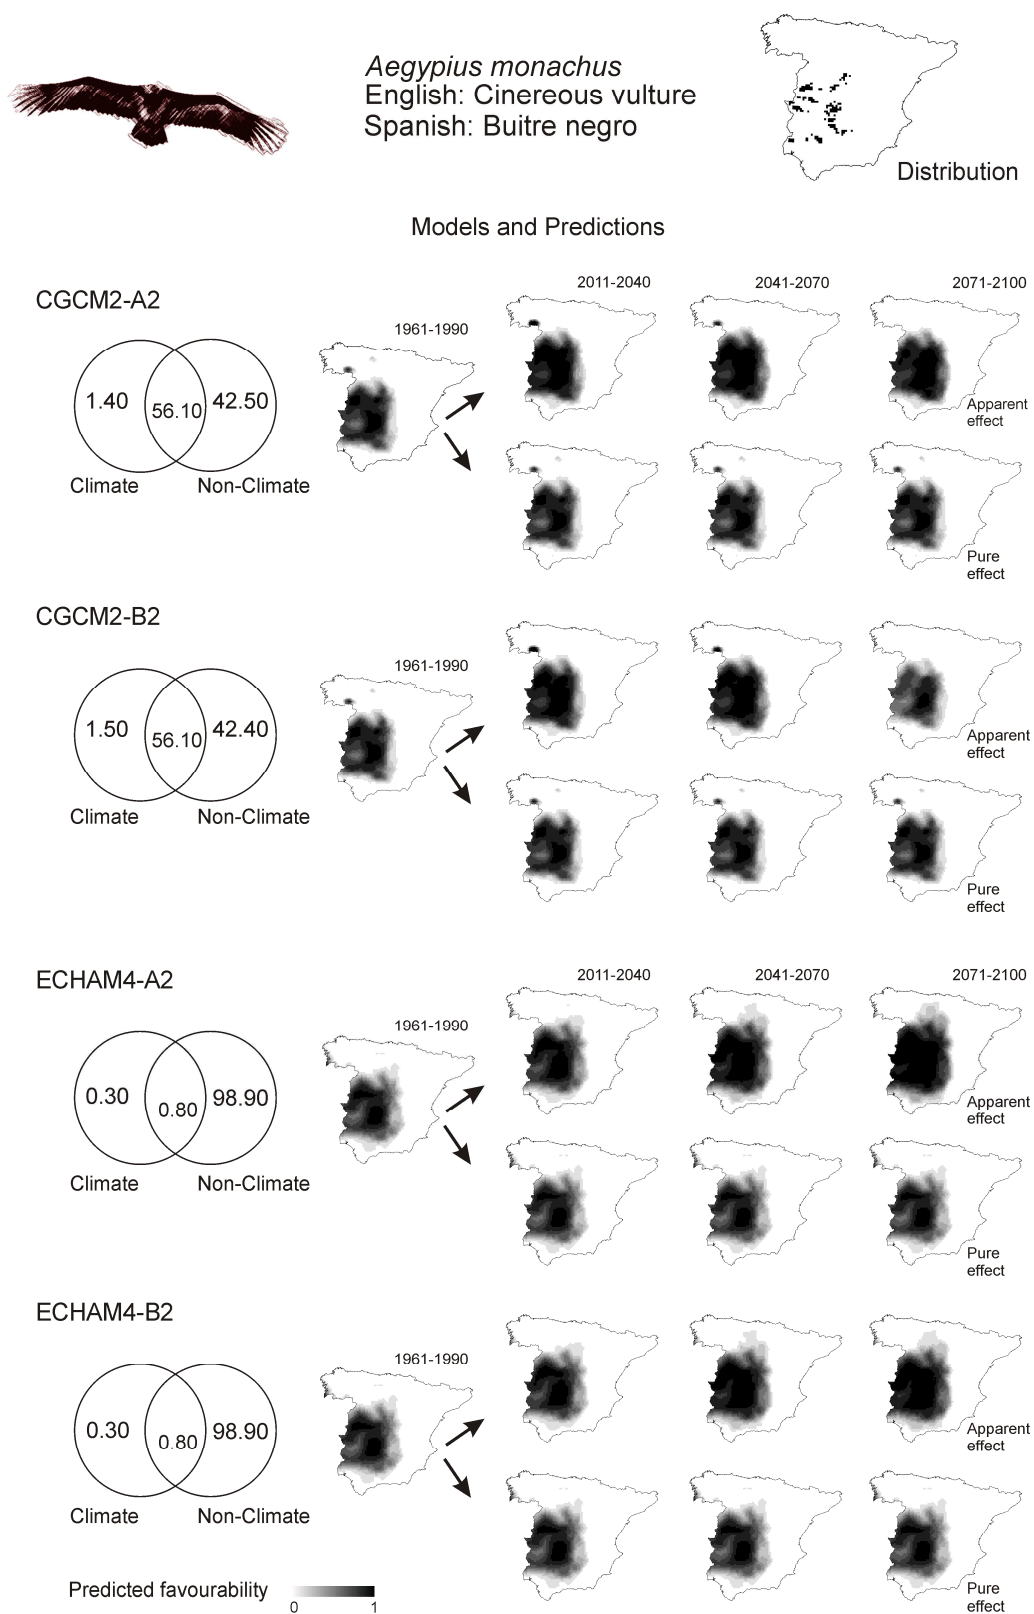 Aegypius monachus
English: Cinereous vulture
Spanish: Buitre negro
Distribution
Models and Predictions
CGCM2-A2
2011-2040
2041-2070
2071-2100
1961-1990
1.40
56.10
42.50
Climate
Non-Climate
Apparent
effect
Pure
effect
CGCM2-B2
1961-1990
1.50
56.10
42.40
Climate
Non-Climate
Apparent
effect
Pure
effect
ECHAM4-A2
2011-2040
2041-2070
2071-2100
1961-1990
0.30
0.80
98.90
Climate
Non-Climate
Apparent
effect
Pure
effect
ECHAM4-B2
1961-1990
0.30
0.80
98.90
Climate
Non-Climate
Apparent
effect
Pure
effect
Predicted favourability
0
1